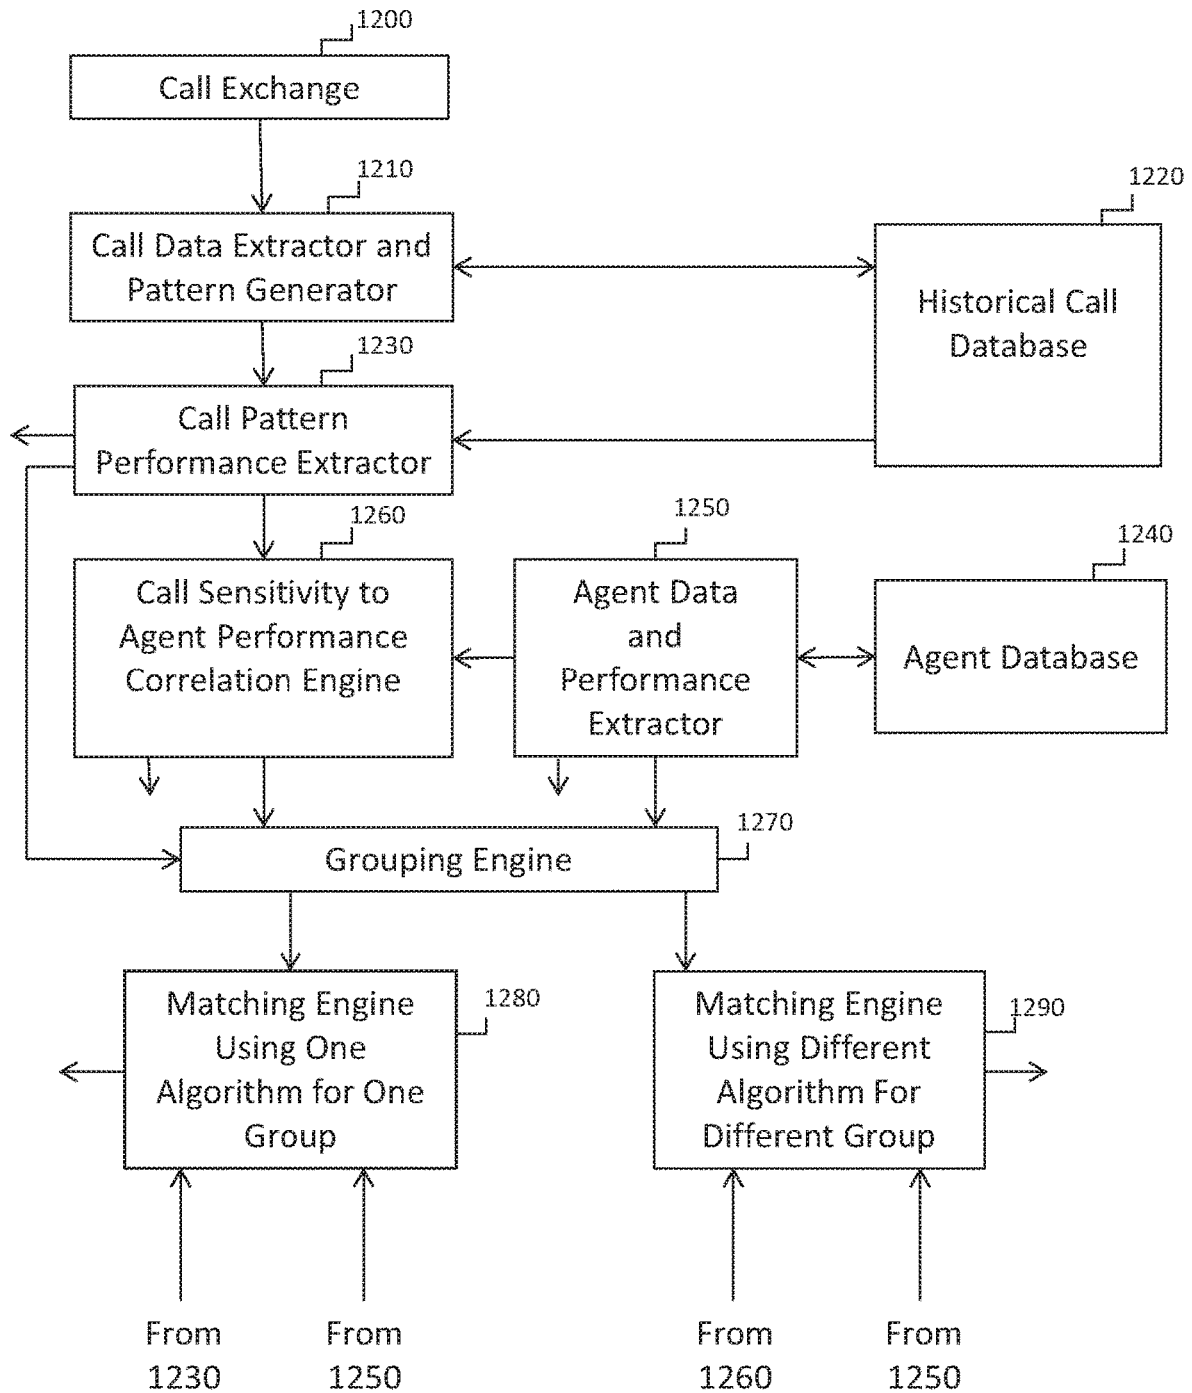 1200
Call Exchange
1210
1220
Call Data Extractor and
Pattern Generator
Historical Call
Database
1230
Call Pattern
Performance Extractor
1260
1250
1240
Call Sensitivity to
Agent Performance
Correlation Engine
Agent Data
and
Performance
Extractor
Agent Database
1270
Grouping Engine
Matching Engine
Using One
Algorithm for One
Group
1280
Matching Engine
Using Different
Algorithm For
Different Group
1290
From
1230
From
1250
From
1260
From
1250